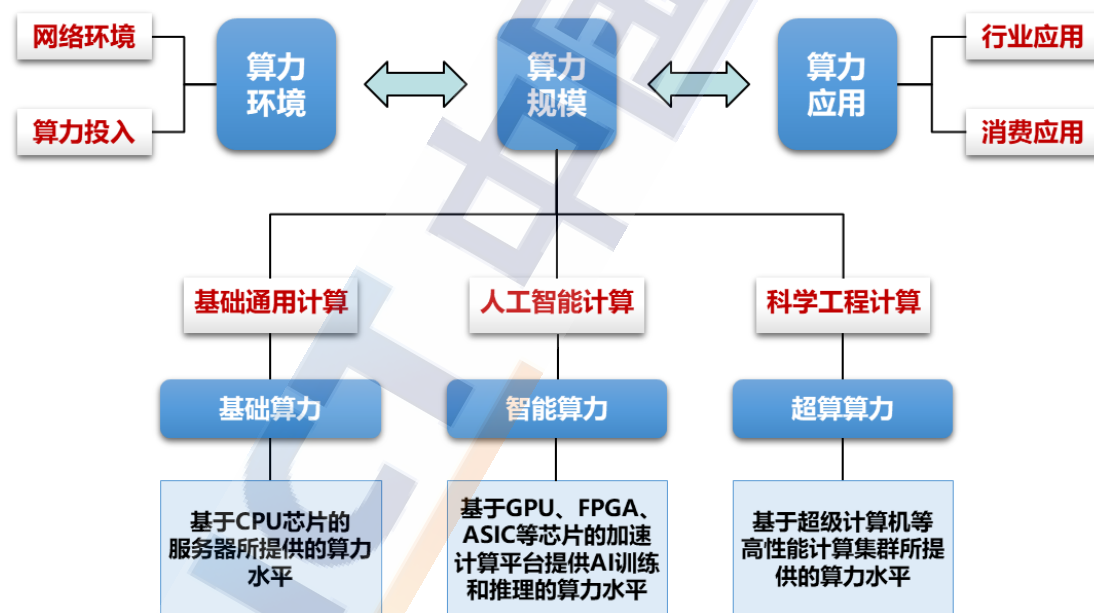 网络环境
算力投入
算力
环境
算力
规模
算力
应用
行业应用
消费应用
基础通用计算
人工智能计算
科学工程计算
基础算力
智能算力
超算算力
基于CPU芯片的
服务器所提供的算力
水平
基于GPU、FPGA、
ASIC等芯片的加速
计算平台提供AI训练
和推理的算力水平
基于超级计算机等
高性能计算集群所提
供的算力水平